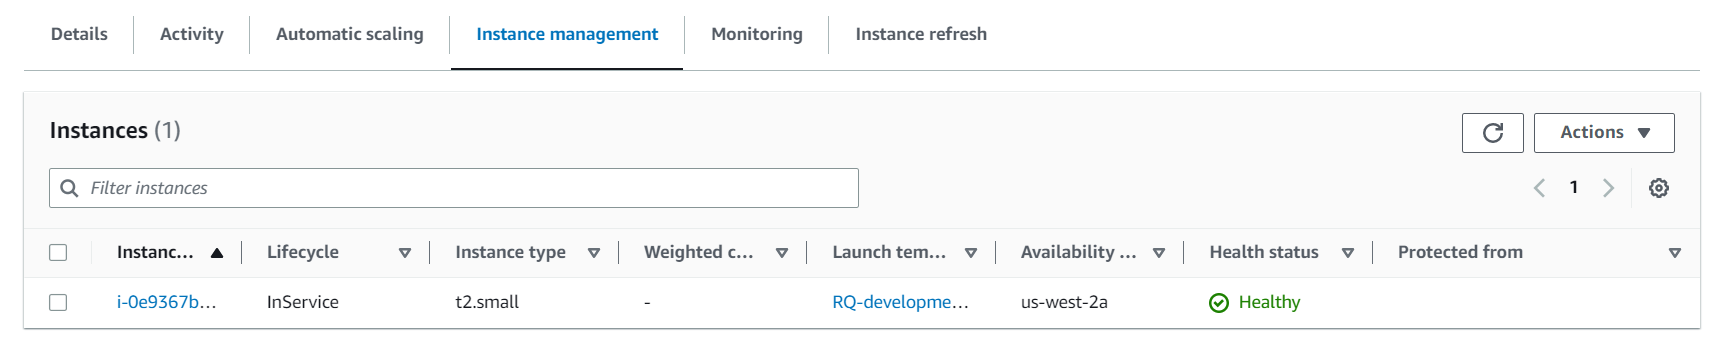 Details Activity Automatic scaling Instance management Monitoring Instance refresh
Instances (1)
Actions
Filter instances
1
Instanc... Lifecycle Instance type Weighted c... Launch tem... Availability ... Health status Protected from
i-0e9367b... InService t2.small - RQ-developme... us-west-2a Healthy